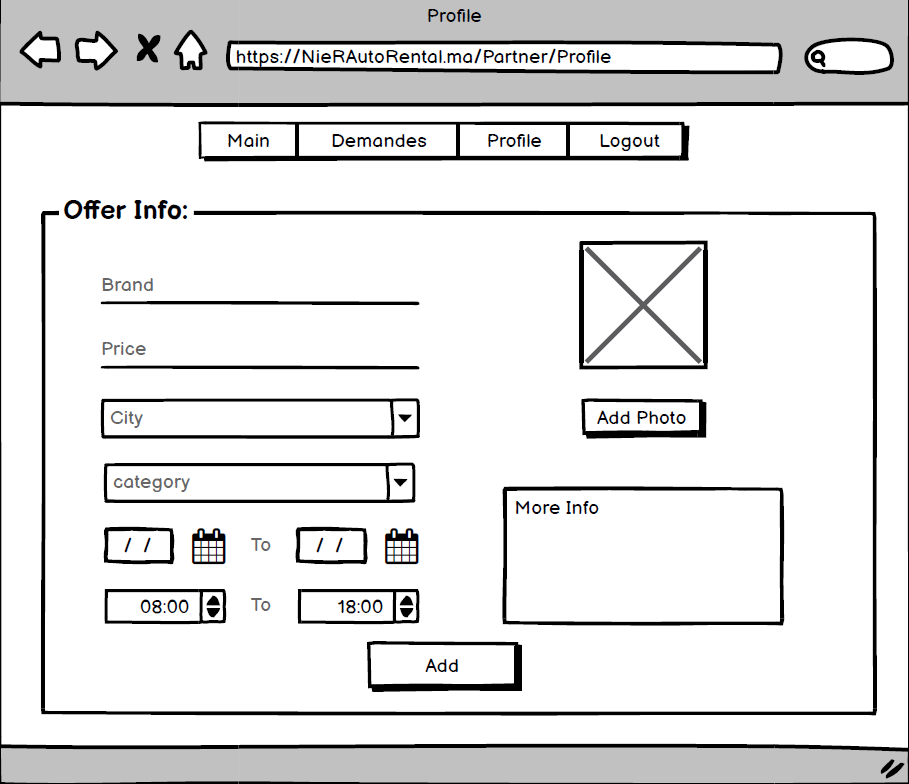 Profile
https://NieRAutoRental.ma/Partner/Profile
Main Demandes Profile Logout
Offer Info:
Brand
Price
City
Add Photo
category
More Info
/ / To / /
08:00 To 18:00
Add